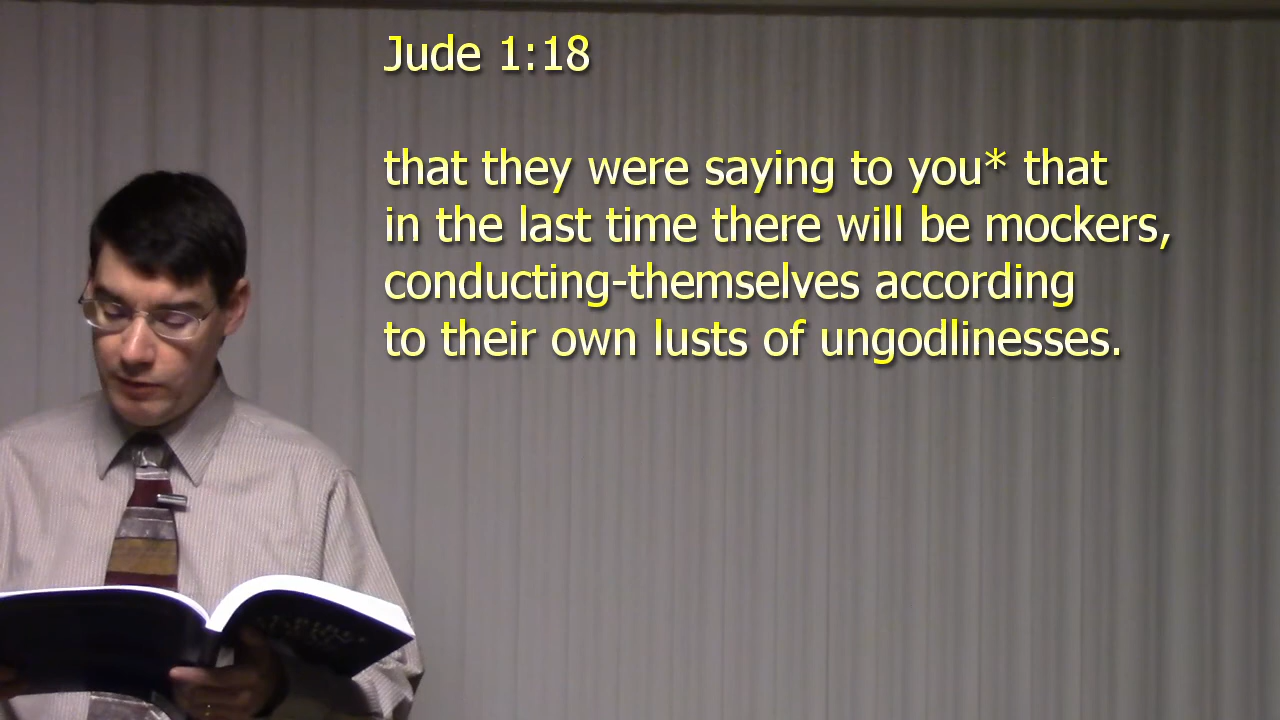 Jude 1:18
that they were saying to you* that
in the last time there will be mockers,
conducting-themselves according
to their own lusts of ungodlinesses.